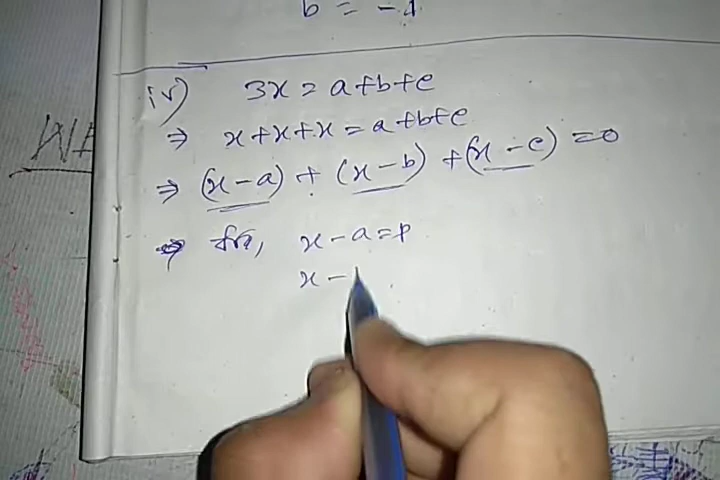 b = -1
iv) 3x = a+b+c
⇒ x+x+x = a+b+c
⇒ (x-a) + (x-b) + (x-c) = 0
ধরি, x-a=p
x-